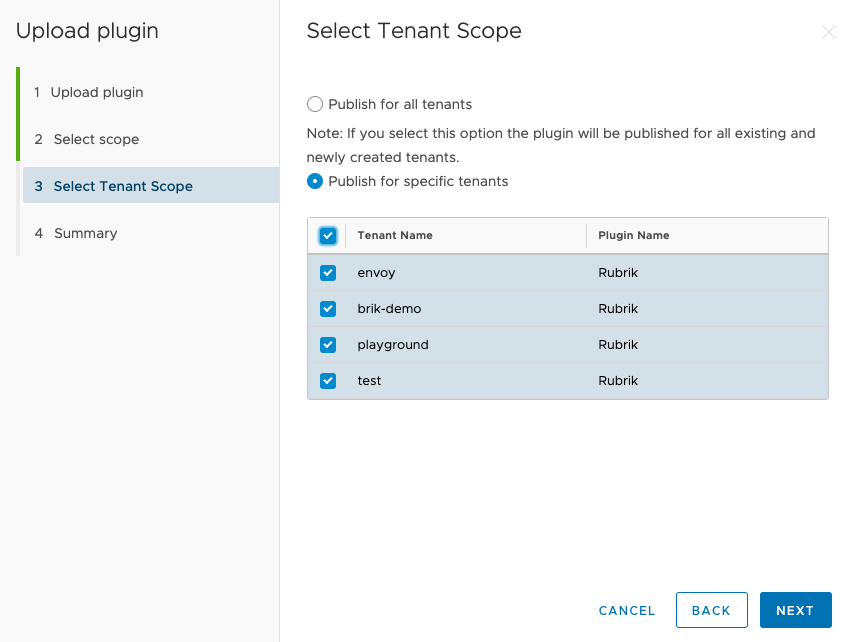 Upload plugin
1 Upload plugin
2 Select scope
3 Select Tenant Scope
4 Summary
Select Tenant Scope
Publish for all tenants
Note: If you select this option the plugin will be published for all existing and
newly created tenants.
Publish for specific tenants
Tenant Name Plugin Name
envoy Rubrik
brik-demo Rubrik
playground Rubrik
test Rubrik
CANCEL BACK NEXT